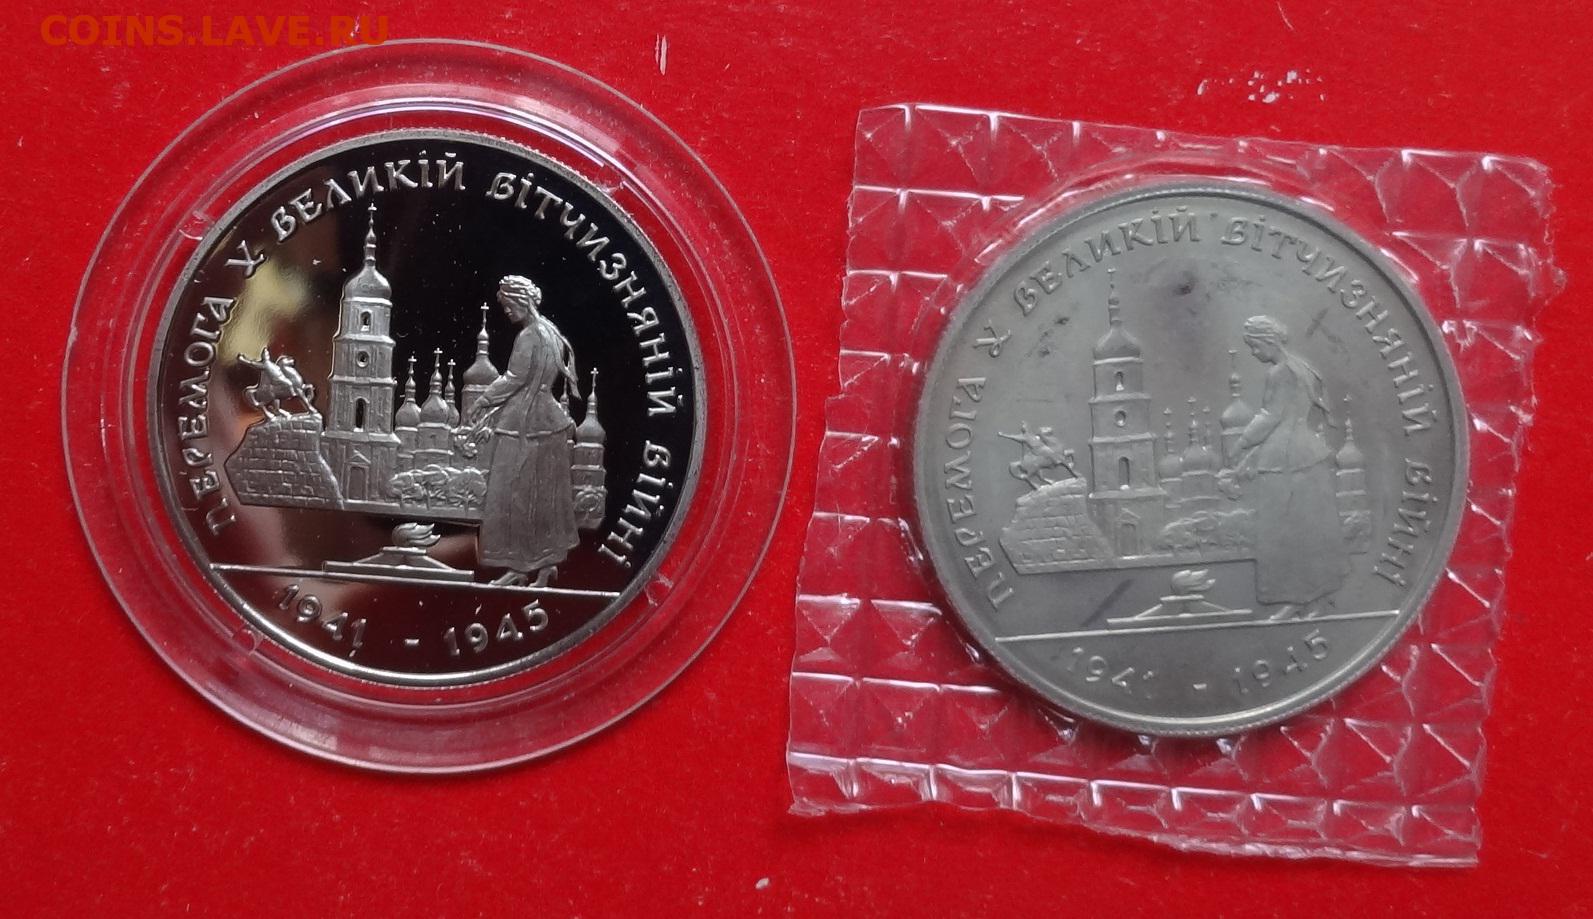 COINS.LAVE.RU
ПЕРЕМОГА У ВЕЛИКІЙ ВІТЧИЗНЯНІЙ ВІЙНІ
1941 - 1945
ПЕРЕМОГА У ВЕЛИКІЙ ВІТЧИЗНЯНІЙ ВІЙНІ
1941 - 1945